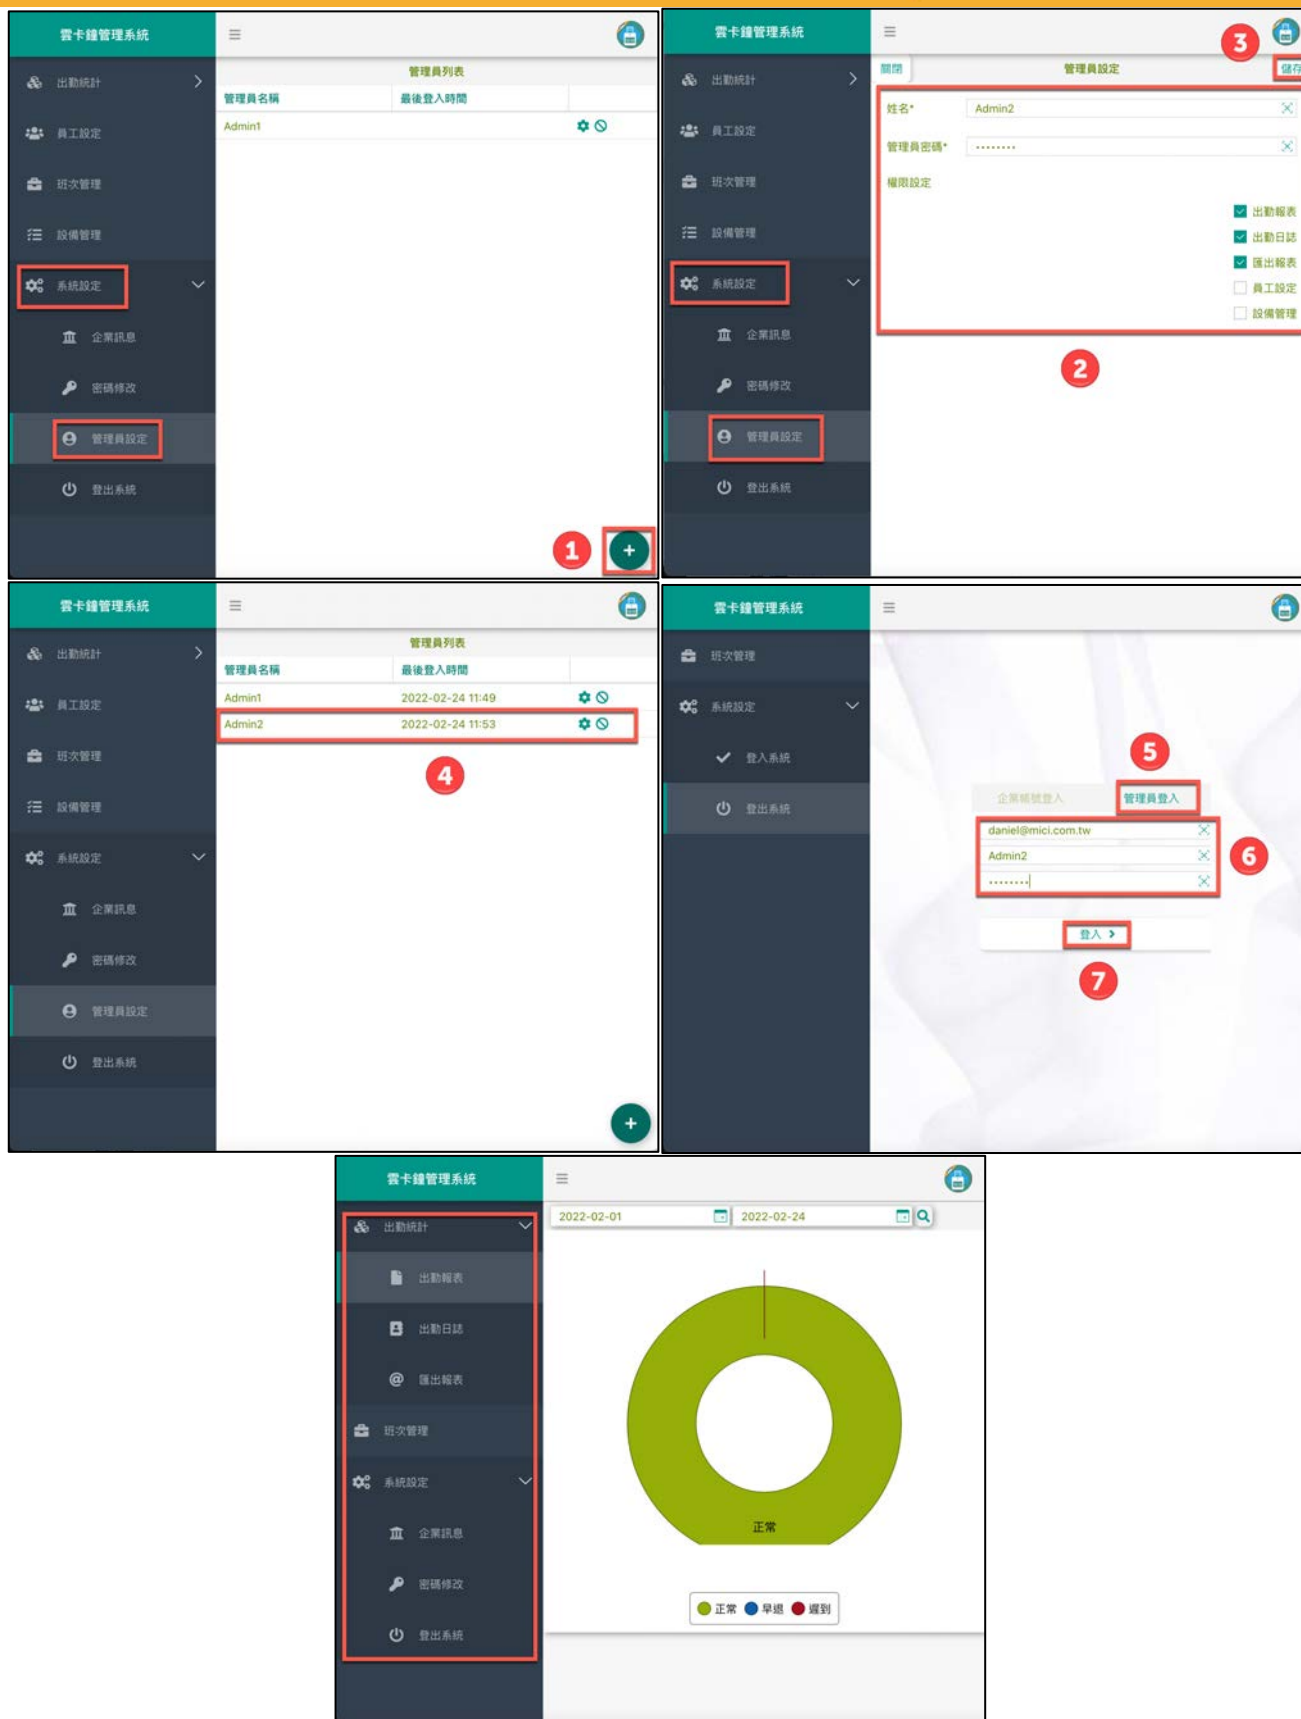 雲卡鐘管理系統
出勤統計
員工設定
班次管理
設備管理
系統設定
企業訊息
密碼修改
管理員設定
登出系統
管理員列表
管理員名稱 最後登入時間
Admin1
1
+
雲卡鐘管理系統
3
出勤統計
員工設定
班次管理
設備管理
系統設定
企業訊息
密碼修改
管理員設定
登出系統
關閉 管理員設定 儲存
姓名* Admin2
管理員密碼* ········
權限設定
出勤報表
出勤日誌
匯出報表
員工設定
設備管理
2
雲卡鐘管理系統
出勤統計
員工設定
班次管理
設備管理
系統設定
企業訊息
密碼修改
管理員設定
登出系統
管理員列表
管理員名稱 最後登入時間
Admin1 2022-02-24 11:49
Admin2 2022-02-24 11:53
4
+
雲卡鐘管理系統
班次管理
系統設定
登入系統
登出系統
5
企業帳號登入 管理員登入
daniel@mici.com.tw
Admin2
········
6
登入
7
雲卡鐘管理系統
出勤統計
出勤報表
出勤日誌
匯出報表
班次管理
系統設定
企業訊息
密碼修改
登出系統
2022-02-01 2022-02-24
正常
正常 早退 遲到